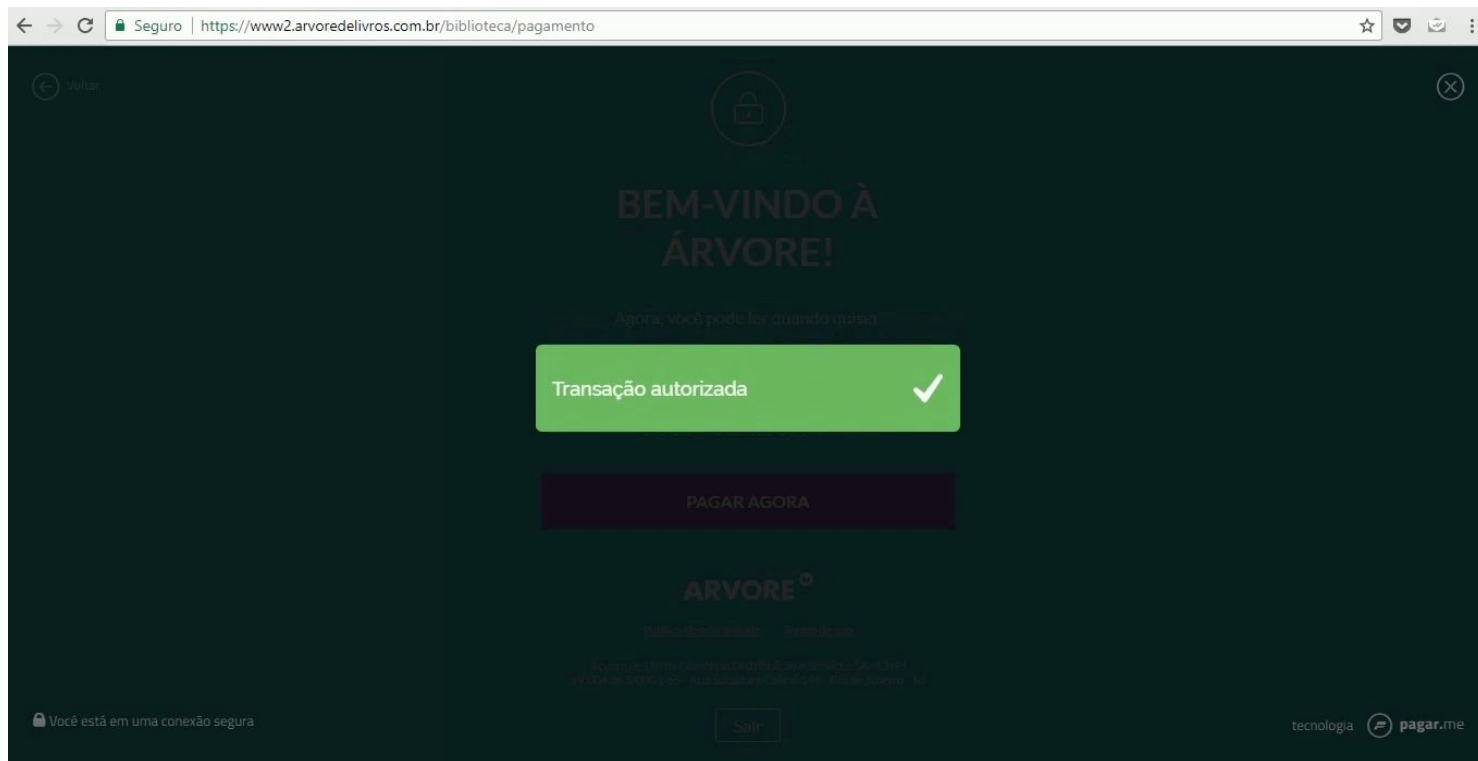 Seguro | https://www2.arvoredelivros.com.br/biblioteca/pagamento
Voltar
BEM-VINDO À
ÁRVORE!
Agora, você pode ler quando quiser
Transação autorizada
PAGAR AGORA
ARVORE
Você está em uma conexão segura
Sair
tecnologia pagar.me